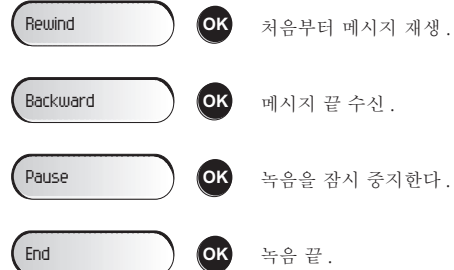 Rewind OK 처음부터 메시지 재생 .
Backward OK 메시지 끝 수신 .
Pause OK 녹음을 잠시 중지한다 .
End OK 녹음 끝 .